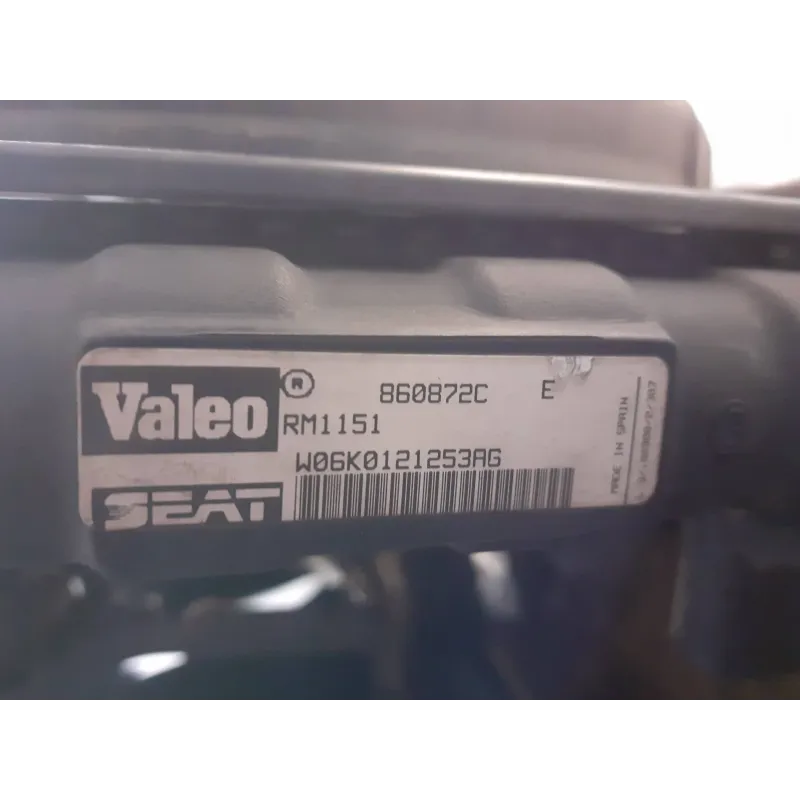 Valeo ® 860872C E
RM1151
W06K0121253AG
SEAT
MADE IN SPAIN